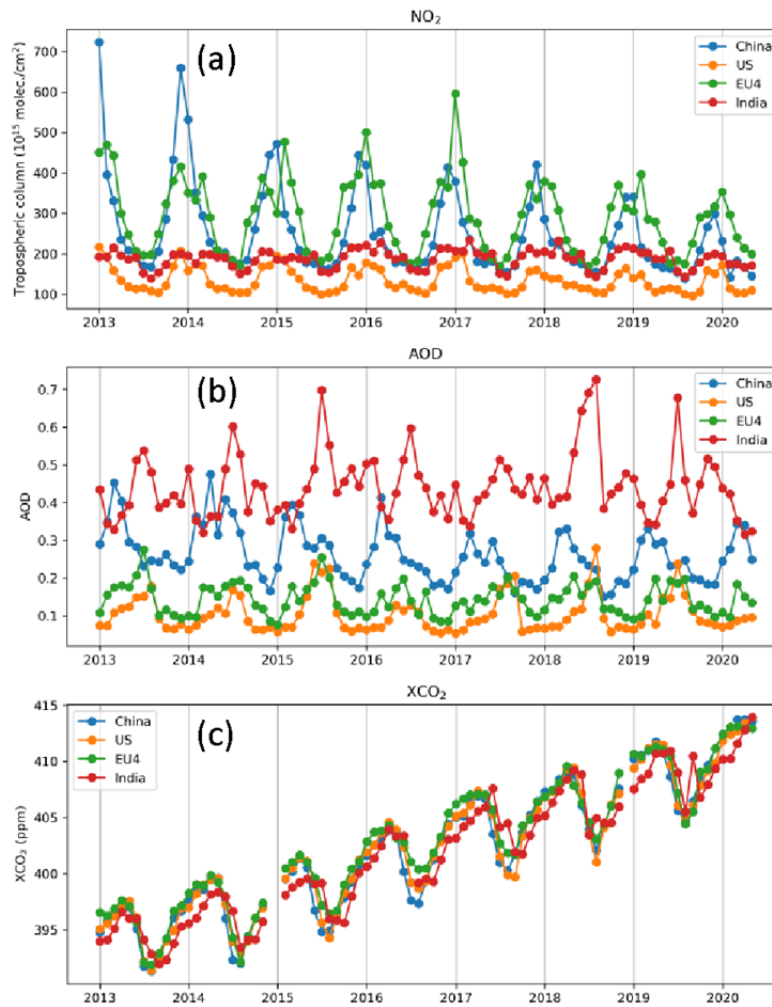 NO₂
(a)
China
US
EU4
India
Tropospheric column (10¹⁵ molec./cm²)
700
600
500
400
300
200
100
2013 2014 2015 2016 2017 2018 2019 2020
AOD
(b)
China
US
EU4
India
AOD
0.7
0.6
0.5
0.4
0.3
0.2
0.1
2013 2014 2015 2016 2017 2018 2019 2020
XCO₂
(c)
China
US
EU4
India
XCO₂ (ppm)
415
410
405
400
395
2013 2014 2015 2016 2017 2018 2019 2020